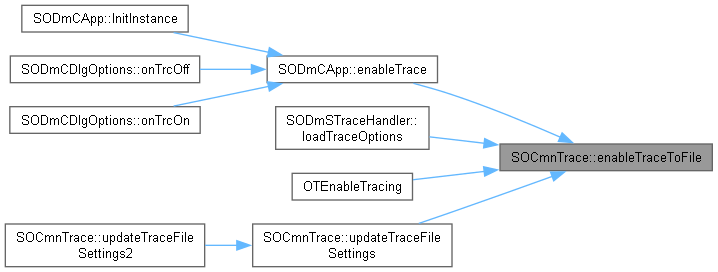 SODmCApp::InitInstance
SODmCDlgOptions::onTrcOff
SODmCApp::enableTrace
SODmCDlgOptions::onTrcOn
SODmSTraceHandler::
loadTraceOptions
SOCmnTrace::enableTraceToFile
OTEnableTracing
SOCmnTrace::updateTraceFile
Settings2
SOCmnTrace::updateTraceFile
Settings